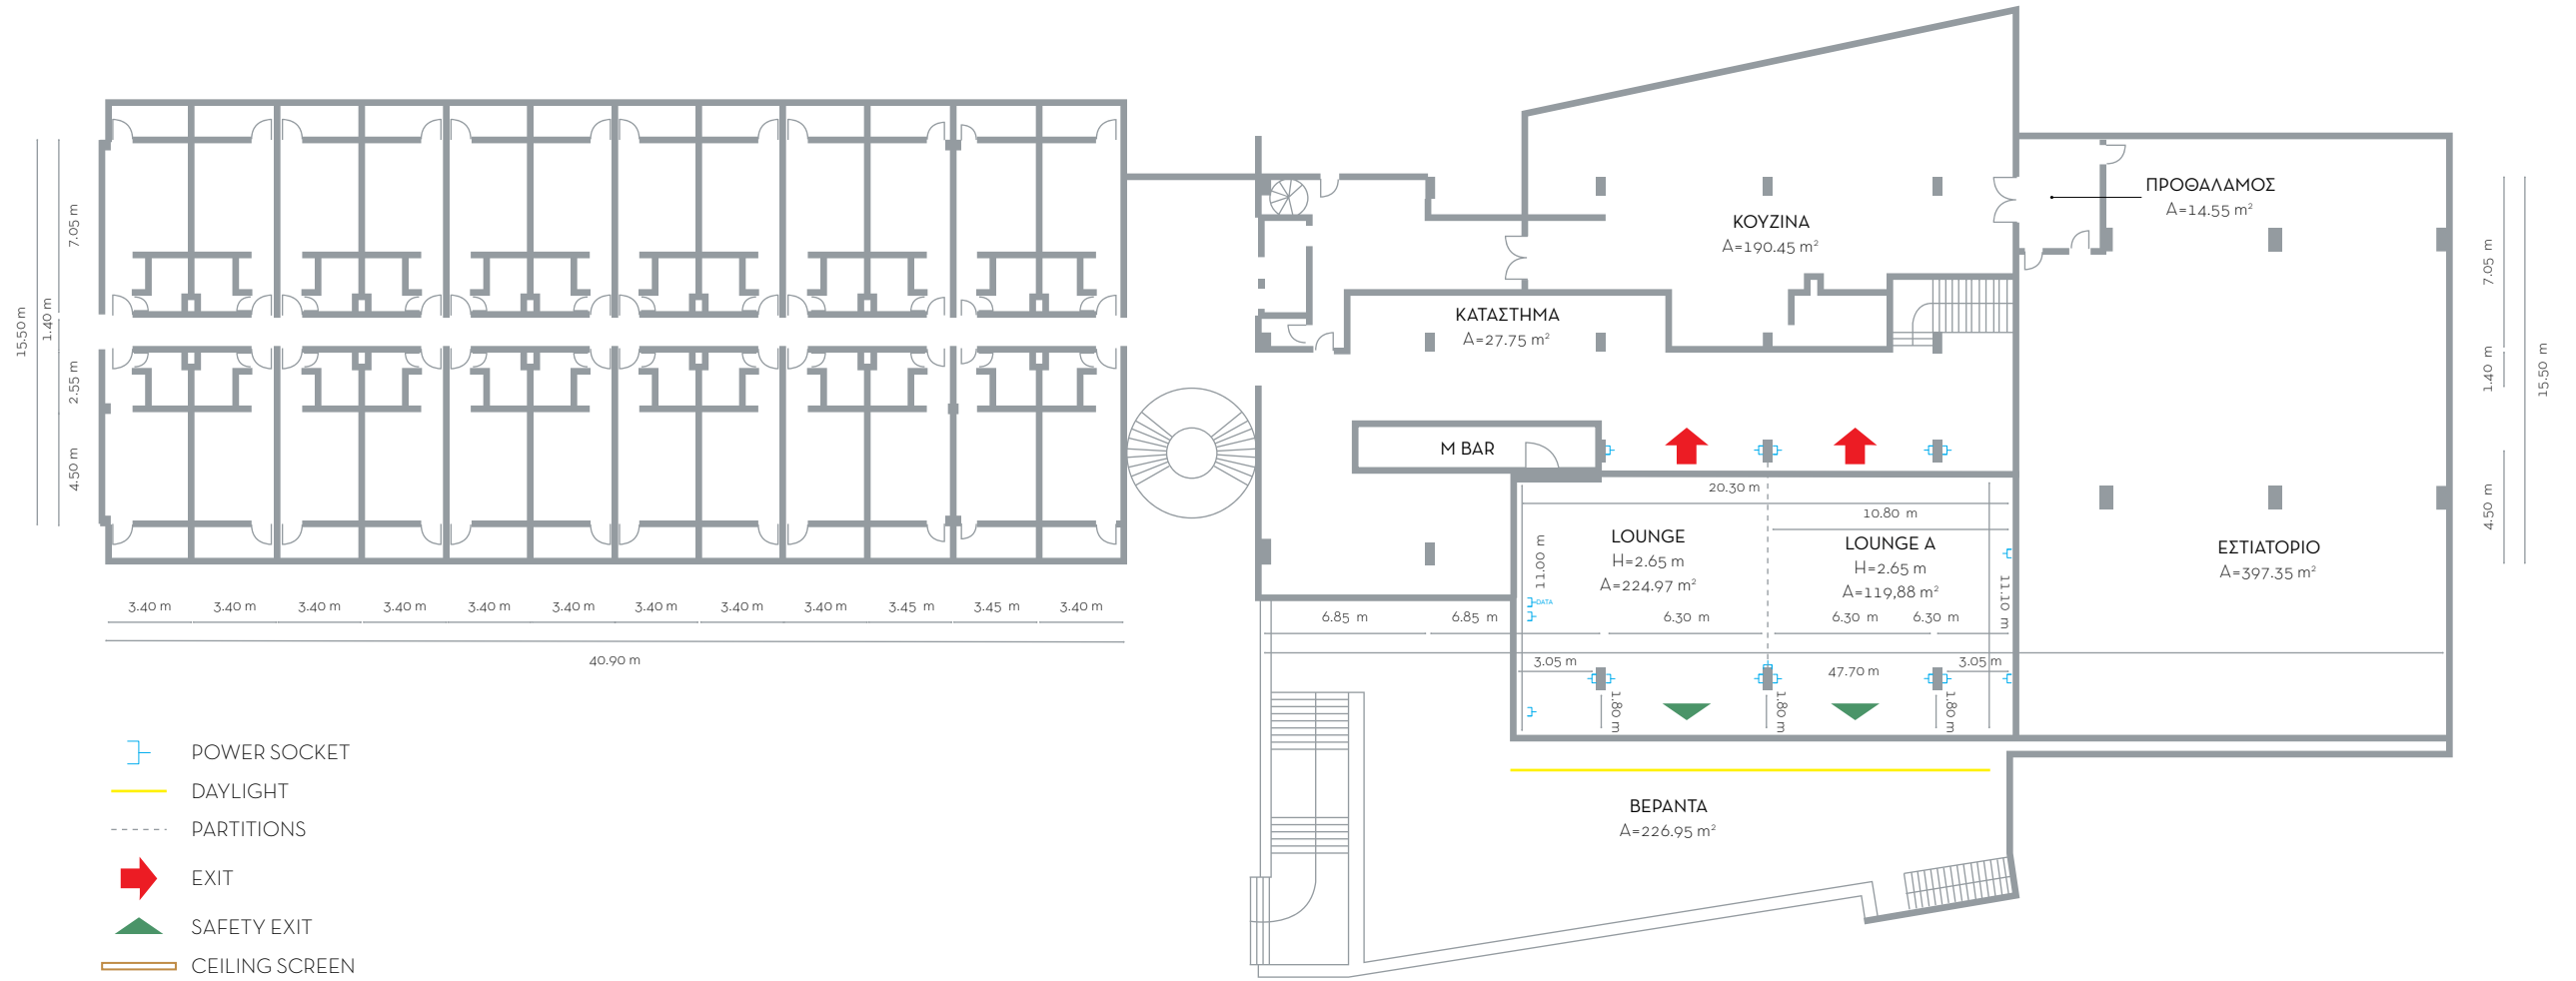 ΠΡΟΘΑΛΑΜΟΣ
A=14.55 m²
ΚΟΥΖΙΝΑ
A=190.45 m²
ΚΑΤΑΣΤΗΜΑ
A=27.75 m²
M BAR
15.50 m
1.40 m
7.05 m
2.55 m
4.50 m
7.05 m
1.40 m
4.50 m
15.50 m
20.30 m
10.80 m
11.00 m
LOUNGE
H=2.65 m
A=224.97 m²
LOUNGE A
H=2.65 m
A=119,88 m²
11.10 m
DATA
ΕΣΤΙΑΤΟΡΙΟ
A=397.35 m²
3.40 m 3.40 m 3.40 m 3.40 m 3.40 m 3.40 m 3.40 m 3.40 m 3.40 m 3.45 m 3.45 m 3.40 m
40.90 m
6.85 m 6.85 m 6.30 m 6.30 m 6.30 m
3.05 m 47.70 m 3.05 m
1.80 m 1.80 m 1.80 m
ΒΕΡΑΝΤΑ
A=226.95 m²
POWER SOCKET
DAYLIGHT
PARTITIONS
EXIT
SAFETY EXIT
CEILING SCREEN